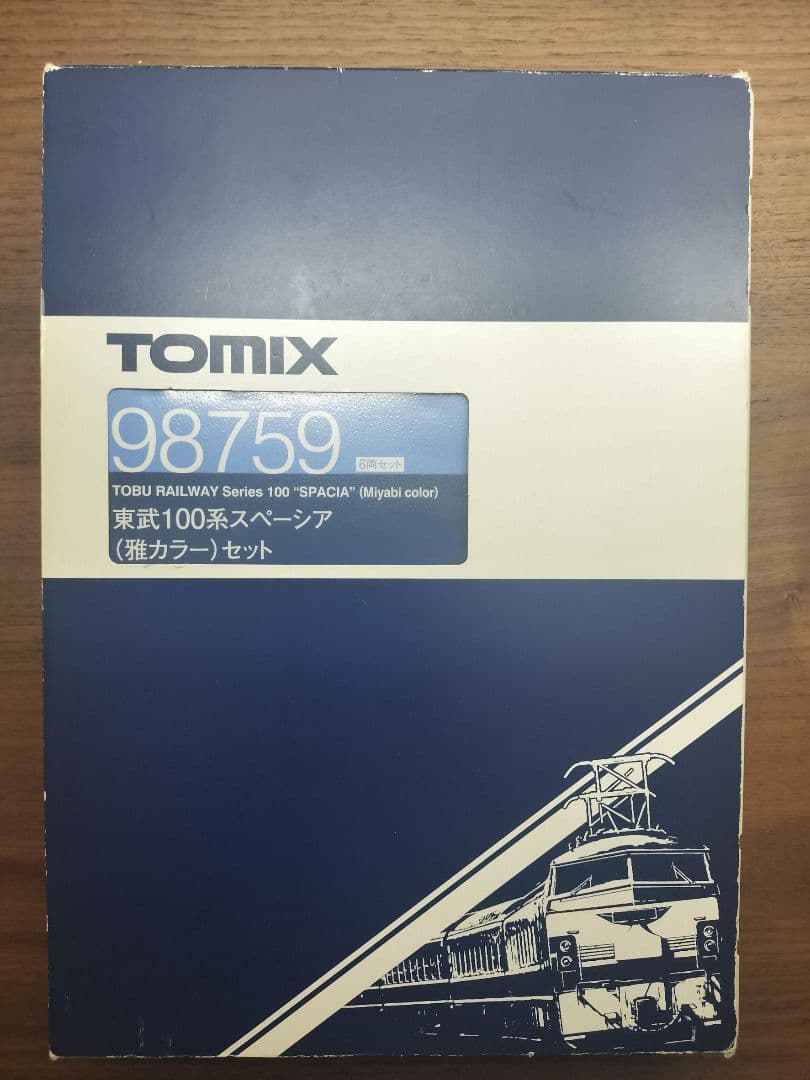 TOMIX
98759 6両セット
TOBU RAILWAY Series 100 “SPACIA” (Miyabi color)
東武100系スペーシア
（雅カラー）セット